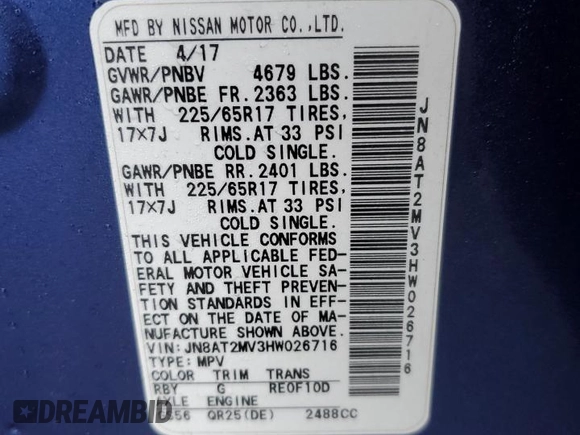 MFD BY NISSAN MOTOR CO.,LTD.
DATE 4/17
GVWR/PNBV 4679 LBS.
GAWR/PNBE FR. 2363 LBS.
WITH 225/65R17 TIRES,
17×7J RIMS. AT 33 PSI
COLD SINGLE.
GAWR/PNBE RR. 2401 LBS.
WITH 225/65R17 TIRES,
17×7J RIMS. AT 33 PSI
COLD SINGLE.
THIS VEHICLE CONFORMS
TO ALL APPLICABLE FED-
ERAL MOTOR VEHICLE SA-
FETY AND THEFT PREVEN-
TION STANDARDS IN EFF-
ECT ON THE DATE OF MA-
NUFACTURE SHOWN ABOVE.
VIN: JN8AT2MV3HW026716
TYPE: MPV
COLOR TRIM TRANS
RBY G RE0F10D
ENGINE
QR25(DE) 2488CC
JN8AT2MV3HW026716
DREAMBID